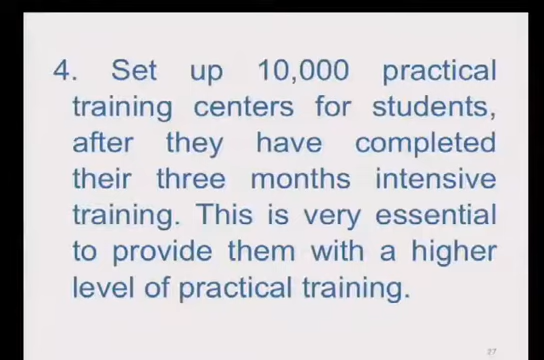 4. Set up 10,000 practical
training centers for students,
after they have completed
their three months intensive
training. This is very essential
to provide them with a higher
level of practical training.
27